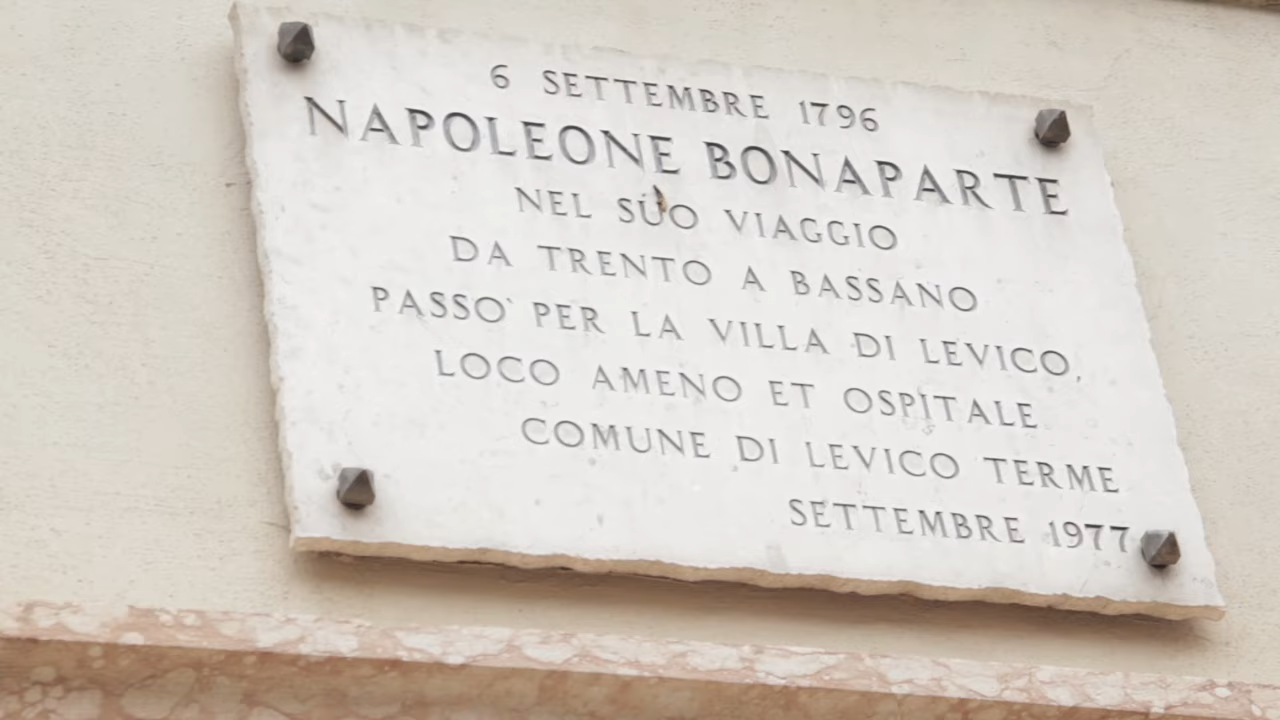 6 SETTEMBRE 1796
NAPOLEONE BONAPARTE
NEL SUO VIAGGIO
DA TRENTO A BASSANO
PASSO' PER LA VILLA DI LEVICO,
LOCO AMENO ET OSPITALE
COMUNE DI LEVICO TERME
SETTEMBRE 1977